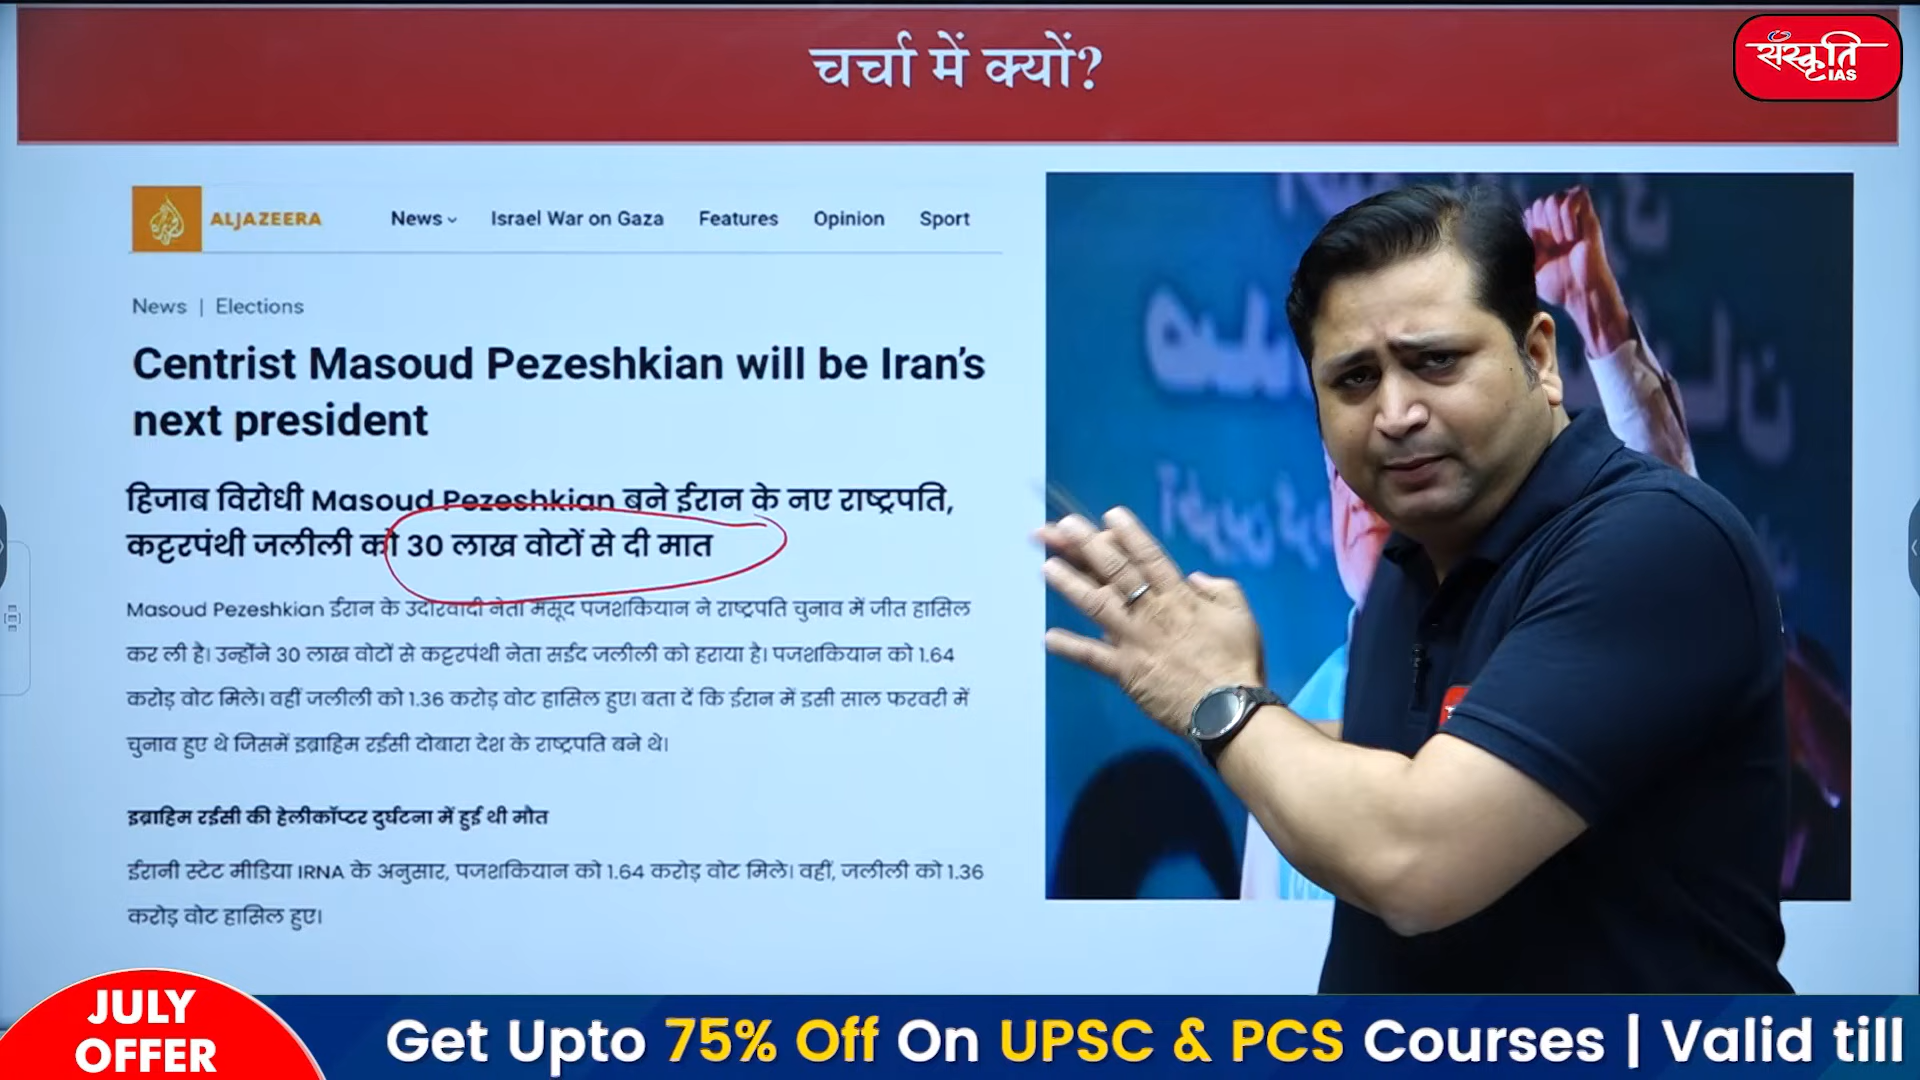 चर्चा में क्यों?
संस्कृति
IAS
ALJAZEERA News Israel War on Gaza Features Opinion Sport
News | Elections
Centrist Masoud Pezeshkian will be Iran's
next president
हिजाब विरोधी Masoud Pezeshkian बने ईरान के नए राष्ट्रपति,
कट्टरपंथी जलीली को 30 लाख वोटों से दी मात
Masoud Pezeshkian ईरान के उदारवादी नेता मसूद पजशकियान ने राष्ट्रपति चुनाव में जीत हासिल
कर ली है। उन्होंने 30 लाख वोटों से कट्टरपंथी नेता सईद जलीली को हराया है। पजशकियान को 1.64
करोड़ वोट मिले। वहीं जलीली को 1.36 करोड़ वोट हासिल हुए। बता दें कि ईरान में इसी साल फरवरी में
चुनाव हुए थे जिसमें इब्राहिम रईसी दोबारा देश के राष्ट्रपति बने थे।
इब्राहिम रईसी की हेलीकॉप्टर दुर्घटना में हुई थी मौत
ईरानी स्टेट मीडिया IRNA के अनुसार, पजशकियान को 1.64 करोड़ वोट मिले। वहीं, जलीली को 1.36
करोड़ वोट हासिल हुए।
JULY
OFFER
Get Upto 75% Off On UPSC & PCS Courses | Valid till